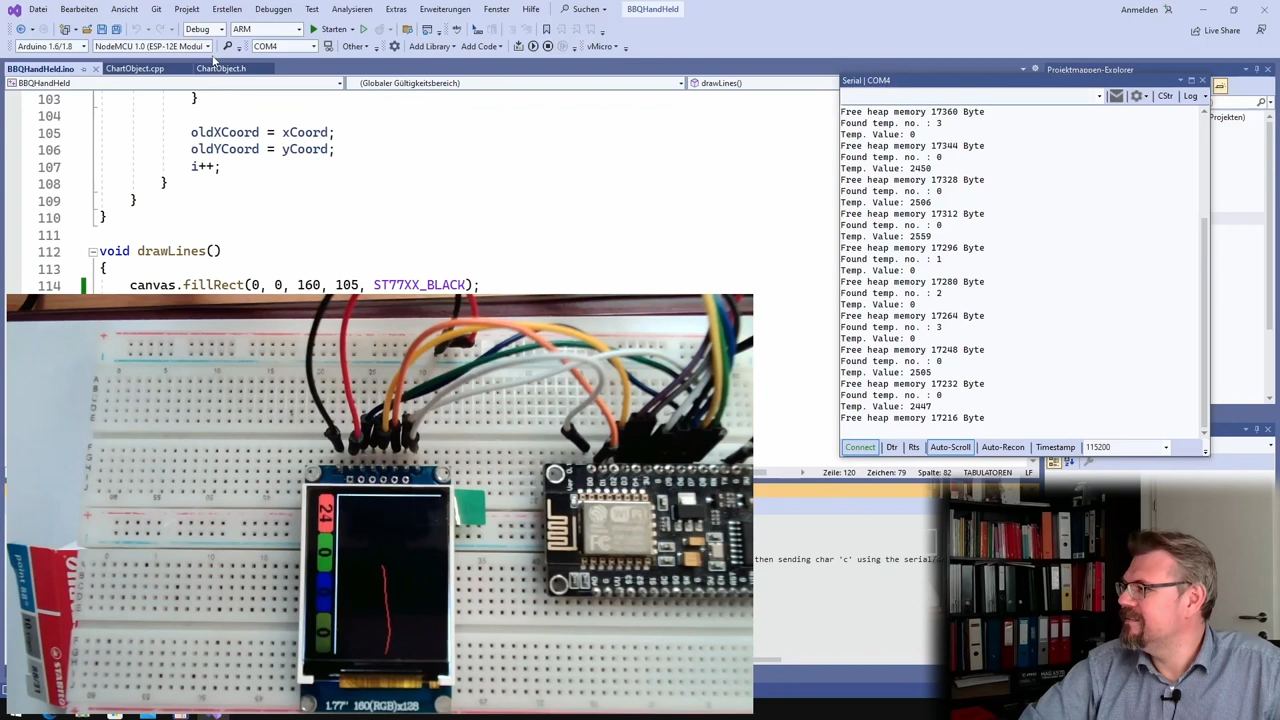 Datei Bearbeiten Ansicht Git Projekt Erstellen Debuggen Test Analysieren Extras Erweiterungen Fenster Hilfe Suchen BBQHandHeld Anmelden
Debug ARM Starten Live Share
Arduino 1.6/1.8 NodeMCU 1.0 (ESP-12E Modul COM4 Other Add Library Add Code vMicro
BBQHandHeld.ino ChartObject.cpp ChartObject.h
BBQHandHeld (Globaler Gültigkeitsbereich) drawLines()
103 }
104
105 oldXCoord = xCoord;
106 oldYCoord = yCoord;
107 i++;
108 }
109 }
110 }
111
112 void drawLines()
113 {
114 canvas.fillRect(0, 0, 160, 105, ST77XX_BLACK);
Serial | COM4
CStr Log
Free heap memory 17360 Byte
Found temp. no. : 3
Temp. Value: 0
Free heap memory 17344 Byte
Found temp. no. : 0
Temp. Value: 2450
Free heap memory 17328 Byte
Found temp. no. : 0
Temp. Value: 2506
Free heap memory 17312 Byte
Found temp. no. : 0
Temp. Value: 2559
Free heap memory 17296 Byte
Found temp. no. : 1
Temp. Value: 0
Free heap memory 17280 Byte
Found temp. no. : 2
Temp. Value: 0
Free heap memory 17264 Byte
Found temp. no. : 3
Temp. Value: 0
Free heap memory 17248 Byte
Found temp. no. : 0
Temp. Value: 2505
Free heap memory 17232 Byte
Found temp. no. : 0
Temp. Value: 2447
Free heap memory 17216 Byte
Connect Dtr Rts Auto-Scroll Auto-Recon Timestamp 115200
Projektmappen-Explorer
Projekten)
Zeile: 120 Zeichen: 79 Spalte: 82 TABULATOREN LF
then sending char 'c' using the serial/
24
0
0
0
1.77" 160(RGB)x128